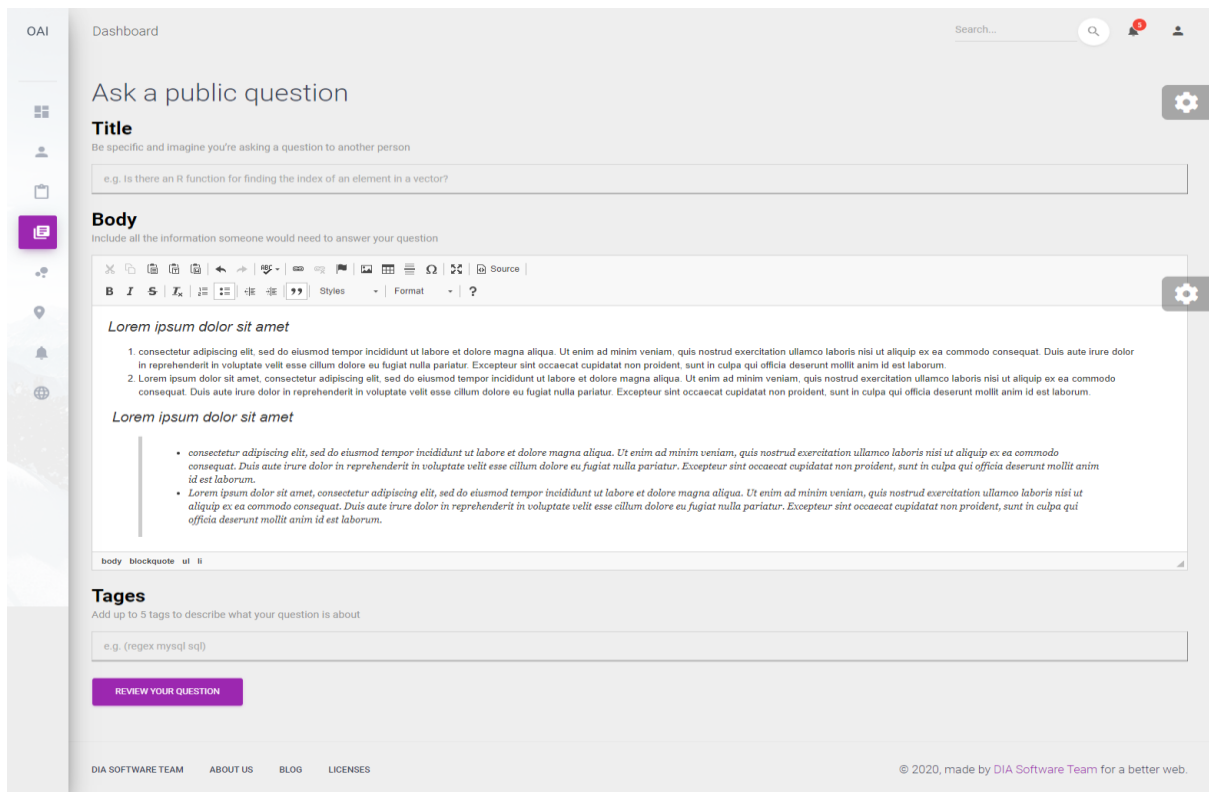 OAI
Dashboard
Search...
5
Ask a public question
Title
Be specific and imagine you're asking a question to another person
e.g. Is there an R function for finding the index of an element in a vector?
Body
Include all the information someone would need to answer your question
ABC Ω Source
B I S Tx Styles Format ?
Lorem ipsum dolor sit amet
1. consectetur adipiscing elit, sed do eiusmod tempor incididunt ut labore et dolore magna aliqua. Ut enim ad minim veniam, quis nostrud exercitation ullamco laboris nisi ut aliquip ex ea commodo consequat. Duis aute irure dolor
in reprehenderit in voluptate velit esse cillum dolore eu fugiat nulla pariatur. Excepteur sint occaecat cupidatat non proident, sunt in culpa qui officia deserunt mollit anim id est laborum.
2. Lorem ipsum dolor sit amet, consectetur adipiscing elit, sed do eiusmod tempor incididunt ut labore et dolore magna aliqua. Ut enim ad minim veniam, quis nostrud exercitation ullamco laboris nisi ut aliquip ex ea commodo
consequat. Duis aute irure dolor in reprehenderit in voluptate velit esse cillum dolore eu fugiat nulla pariatur. Excepteur sint occaecat cupidatat non proident, sunt in culpa qui officia deserunt mollit anim id est laborum.
Lorem ipsum dolor sit amet
• consectetur adipiscing elit, sed do eiusmod tempor incididunt ut labore et dolore magna aliqua. Ut enim ad minim veniam, quis nostrud exercitation ullamco laboris nisi ut aliquip ex ea commodo
consequat. Duis aute irure dolor in reprehenderit in voluptate velit esse cillum dolore eu fugiat nulla pariatur. Excepteur sint occaecat cupidatat non proident, sunt in culpa qui officia deserunt mollit anim
id est laborum.
• Lorem ipsum dolor sit amet, consectetur adipiscing elit, sed do eiusmod tempor incididunt ut labore et dolore magna aliqua. Ut enim ad minim veniam, quis nostrud exercitation ullamco laboris nisi ut
aliquip ex ea commodo consequat. Duis aute irure dolor in reprehenderit in voluptate velit esse cillum dolore eu fugiat nulla pariatur. Excepteur sint occaecat cupidatat non proident, sunt in culpa qui
officia deserunt mollit anim id est laborum.
body blockquote ul li
Tages
Add up to 5 tags to describe what your question is about
e.g. (regex mysql sql)
REVIEW YOUR QUESTION
DIA SOFTWARE TEAM ABOUT US BLOG LICENSES
© 2020, made by DIA Software Team for a better web.